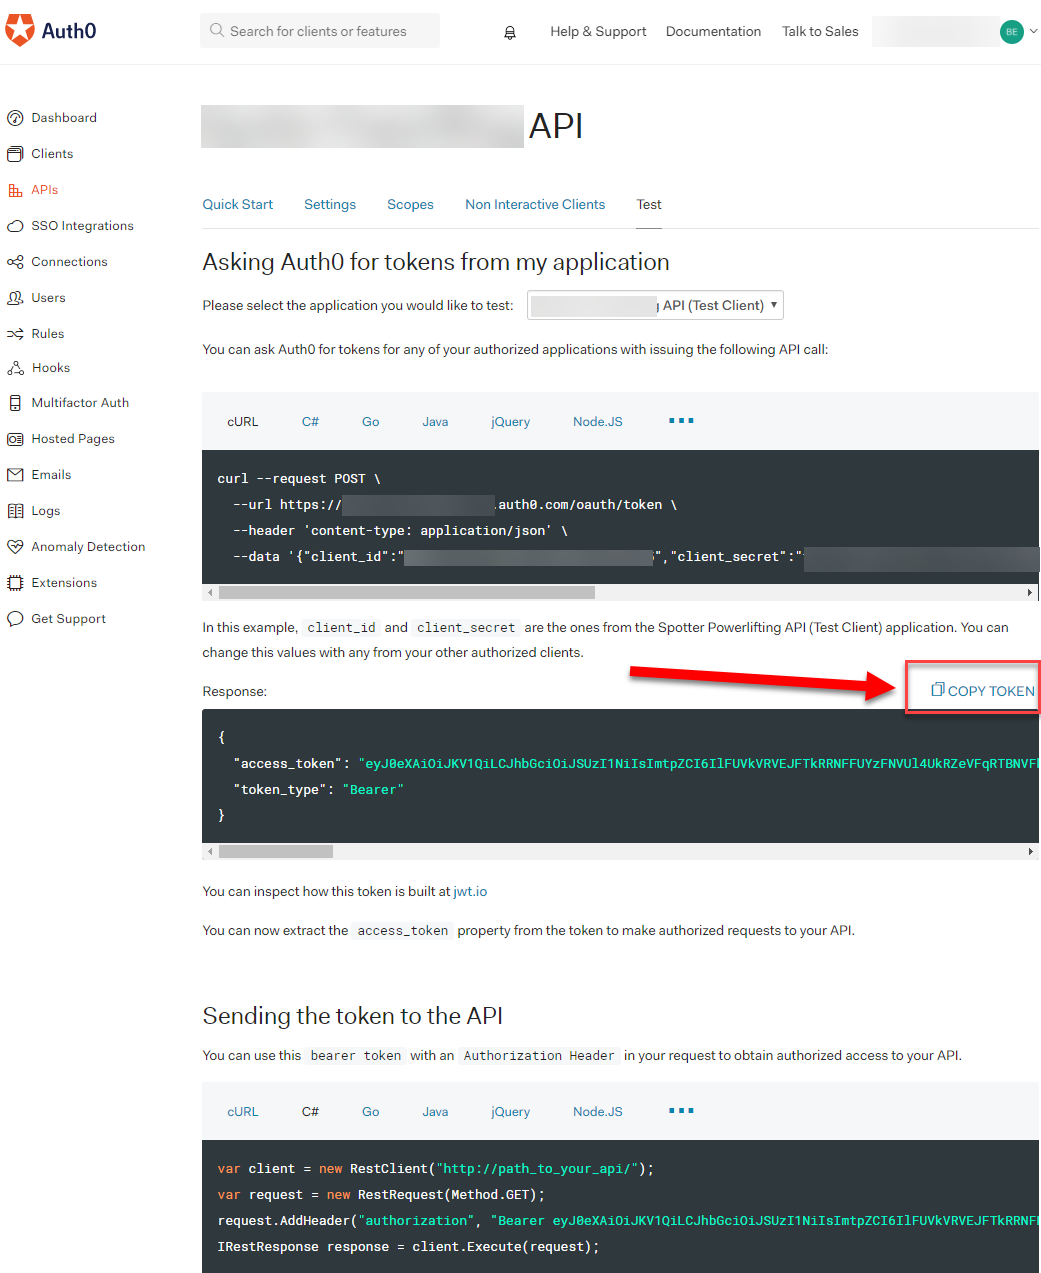 Auth0
Search for clients or features
Help & Support
Documentation
Talk to Sales
BE
Dashboard
Clients
APIs
SSO Integrations
Connections
Users
Rules
Hooks
Multifactor Auth
Hosted Pages
Emails
Logs
Anomaly Detection
Extensions
Get Support
API
Quick Start
Settings
Scopes
Non Interactive Clients
Test
Asking Auth0 for tokens from my application
Please select the application you would like to test:
API (Test Client)
You can ask Auth0 for tokens for any of your authorized applications with issuing the following API call:
cURL
C#
Go
Java
jQuery
Node.JS
curl --request POST \
--url https:// .auth0.com/oauth/token \
--header 'content-type: application/json' \
--data '{"client_id":" ","client_secret":"
In this example, client_id and client_secret are the ones from the Spotter Powerlifting API (Test Client) application. You can
change this values with any from your other authorized clients.
Response:
COPY TOKEN
{
"access_token": "eyJ0eXAiOiJKV1QiLCJhbGciOiJSUzI1NiIsImtpZCI6IlFUVkVRVEJFTkRRNFFUYzFNVUl4UkRZeVFqRTBNVF
"token_type": "Bearer"
}
You can inspect how this token is built at jwt.io
You can now extract the access_token property from the token to make authorized requests to your API.
Sending the token to the API
You can use this bearer token with an Authorization Header in your request to obtain authorized access to your API.
cURL
C#
Go
Java
jQuery
Node.JS
var client = new RestClient("http://path_to_your_api/");
var request = new RestRequest(Method.GET);
request.AddHeader("authorization", "Bearer eyJ0eXAiOiJKV1QiLCJhbGciOiJSUzI1NiIsImtpZCI6IlFUVkVRVEJFTkRRNF
IRestResponse response = client.Execute(request);